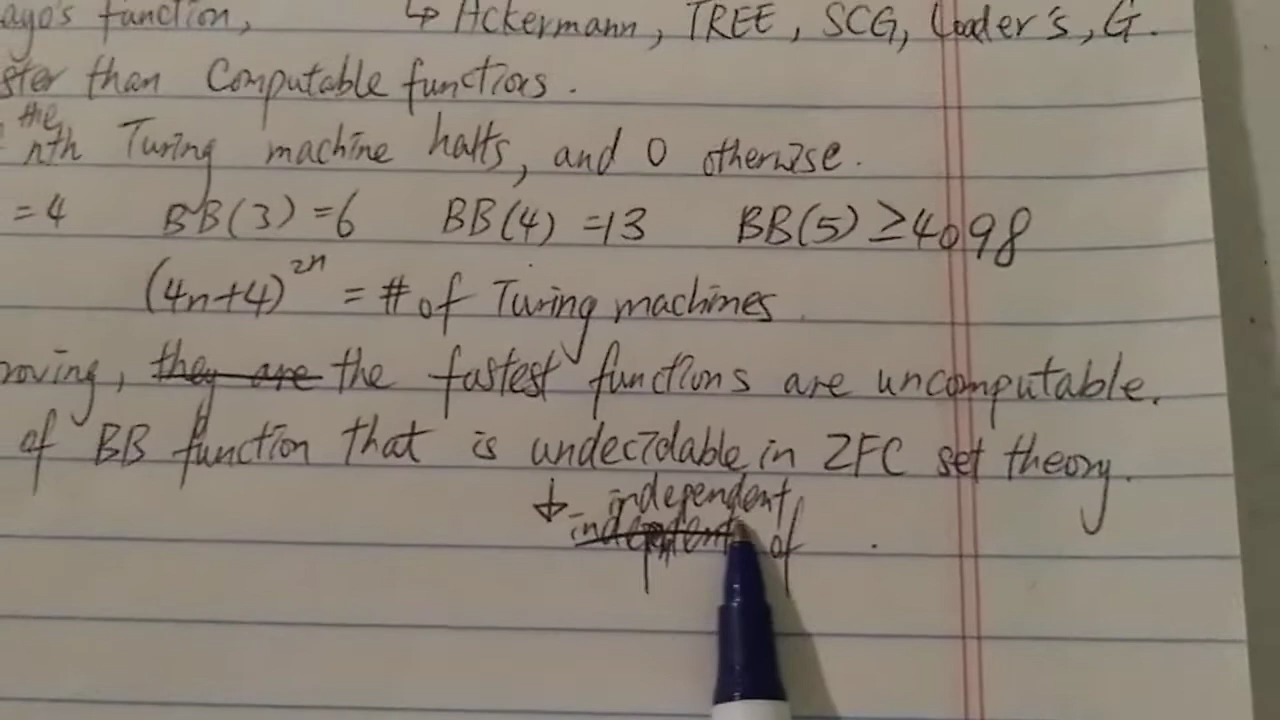 ago's function, ↳ Ackermann, TREE, SCG, Loader's, G.
ster than Computable functions.
the
nth Turing machine halts, and 0 otherwise.
=4 BB(3)=6 BB(4)=13 BB(5)≥4098
(4n+4)^2n = # of Turing machines
roving, they are the fastest functions are uncomputable.
of BB function that is undecidable in ZFC set theory.
↓ independent
independent of .